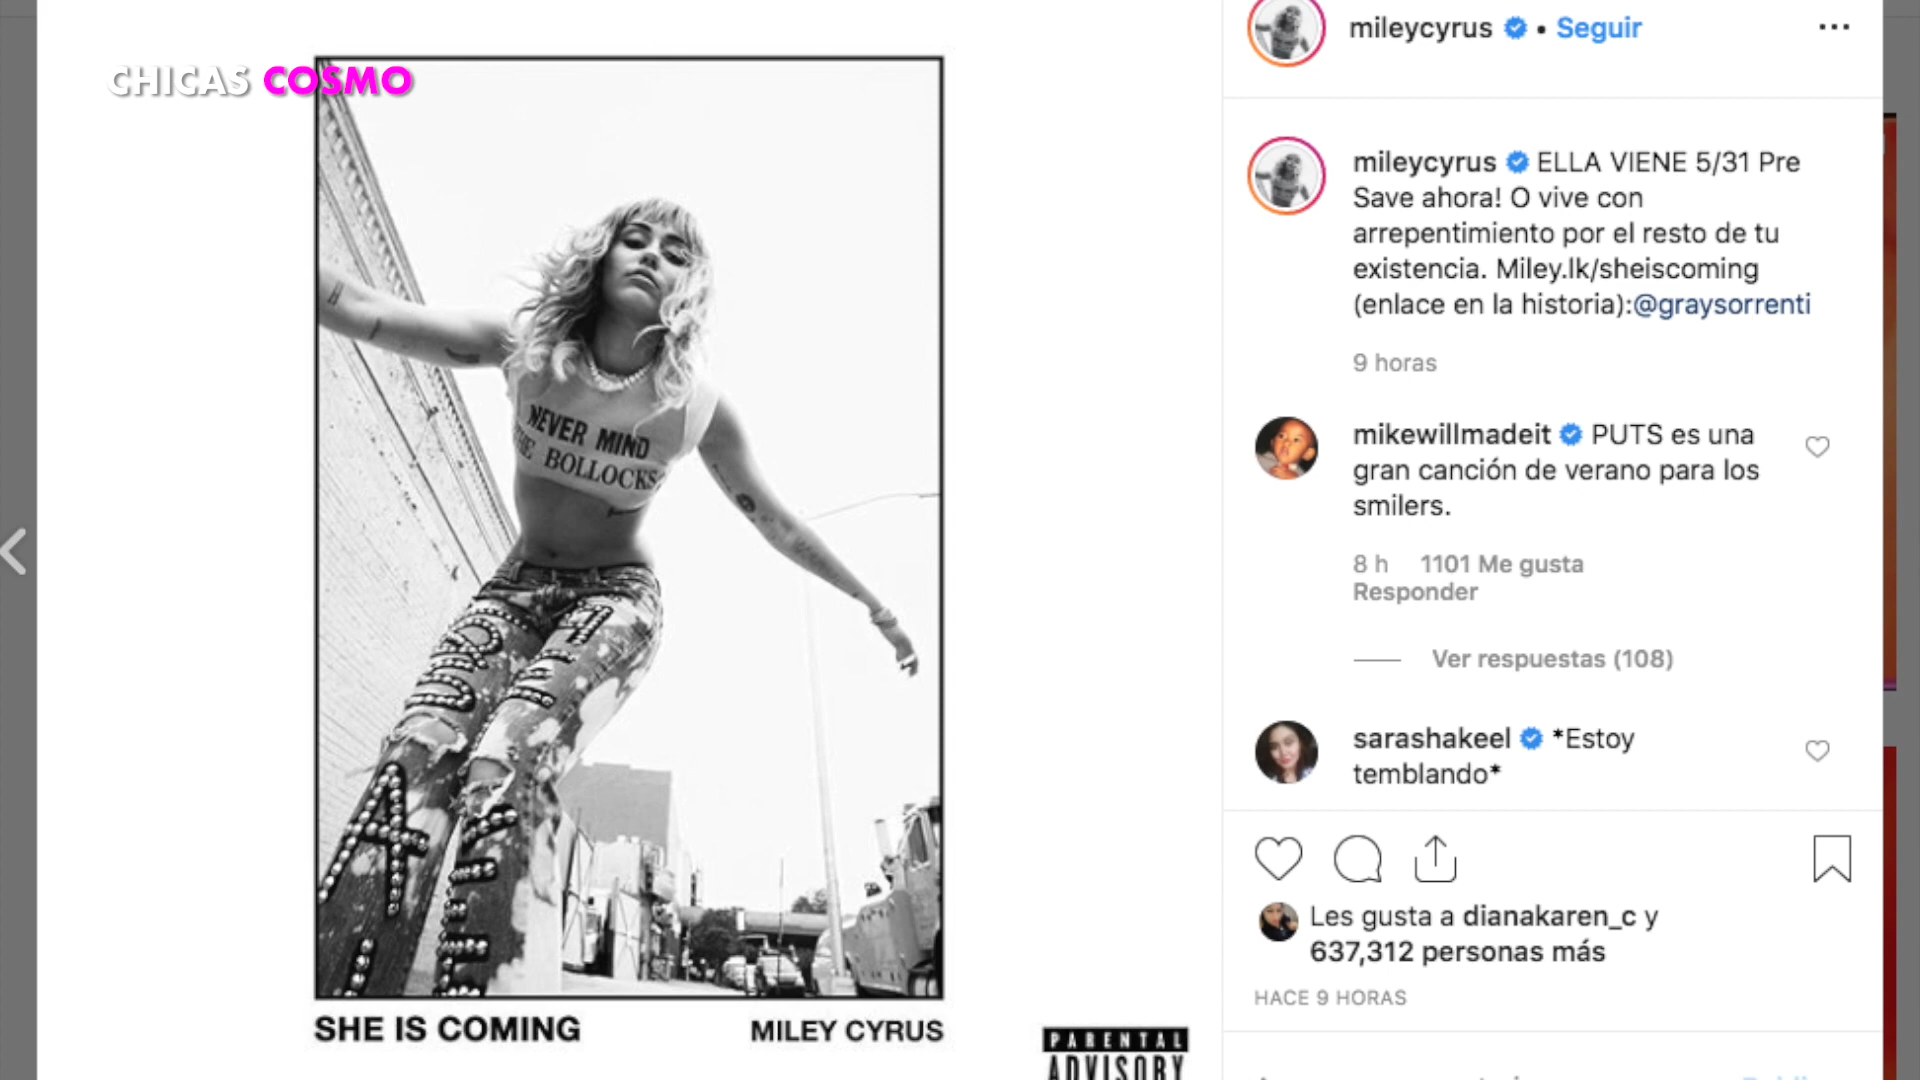 CHICAS COSMO
NEVER MIND
THE BOLLOCKS
SHE IS COMING
MILEY CYRUS
PARENTAL
ADVISORY
mileycyrus • Seguir
mileycyrus ELLA VIENE 5/31 Pre
Save ahora! O vive con
arrepentimiento por el resto de tu
existencia. Miley.lk/sheiscoming
(enlace en la historia):@graysorrenti
9 horas
mikewillmadeit PUTS es una
gran canción de verano para los
smilers.
8 h 1101 Me gusta
Responder
Ver respuestas (108)
sarashakeel *Estoy
temblando*
Les gusta a dianakaren_c y
637,312 personas más
HACE 9 HORAS